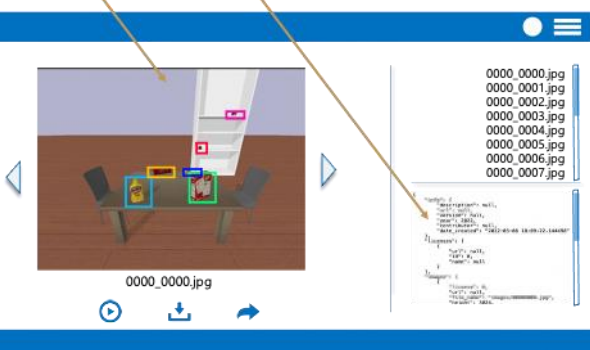 0000_0000.jpg
0000_0001.jpg
0000_0002.jpg
0000_0003.jpg
0000_0004.jpg
0000_0005.jpg
0000_0006.jpg
0000_0007.jpg
{
"info": {
"description": null,
"url": null,
"version": null,
"year": 2022,
"contributor": null,
"date_created":
},
"licenses": [
{
"url": null,
"id": 0,
"name": null
}
],
"images": [
{
"license": 0,
"url": null,
"file_name":
0000_0000.jpg